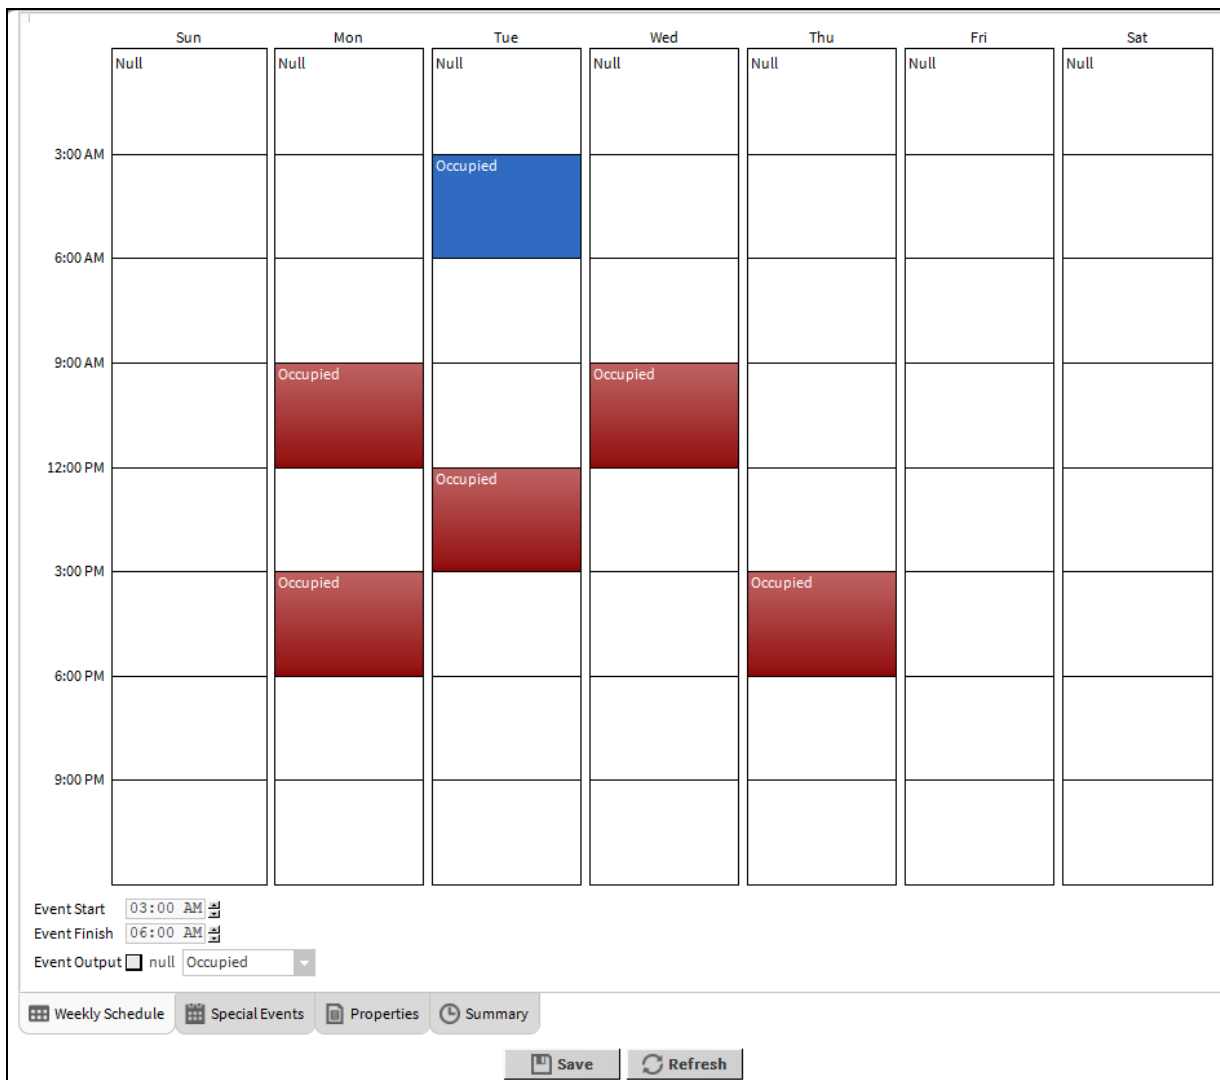 Sun Mon Tue Wed Thu Fri Sat
Null Null Null Null Null Null Null
3:00 AM
Occupied
6:00 AM
9:00 AM
Occupied Occupied
12:00 PM
Occupied
3:00 PM
Occupied Occupied
6:00 PM
9:00 PM
Event Start 03:00 AM
Event Finish 06:00 AM
Event Output null Occupied
Weekly Schedule Special Events Properties Summary
Save Refresh